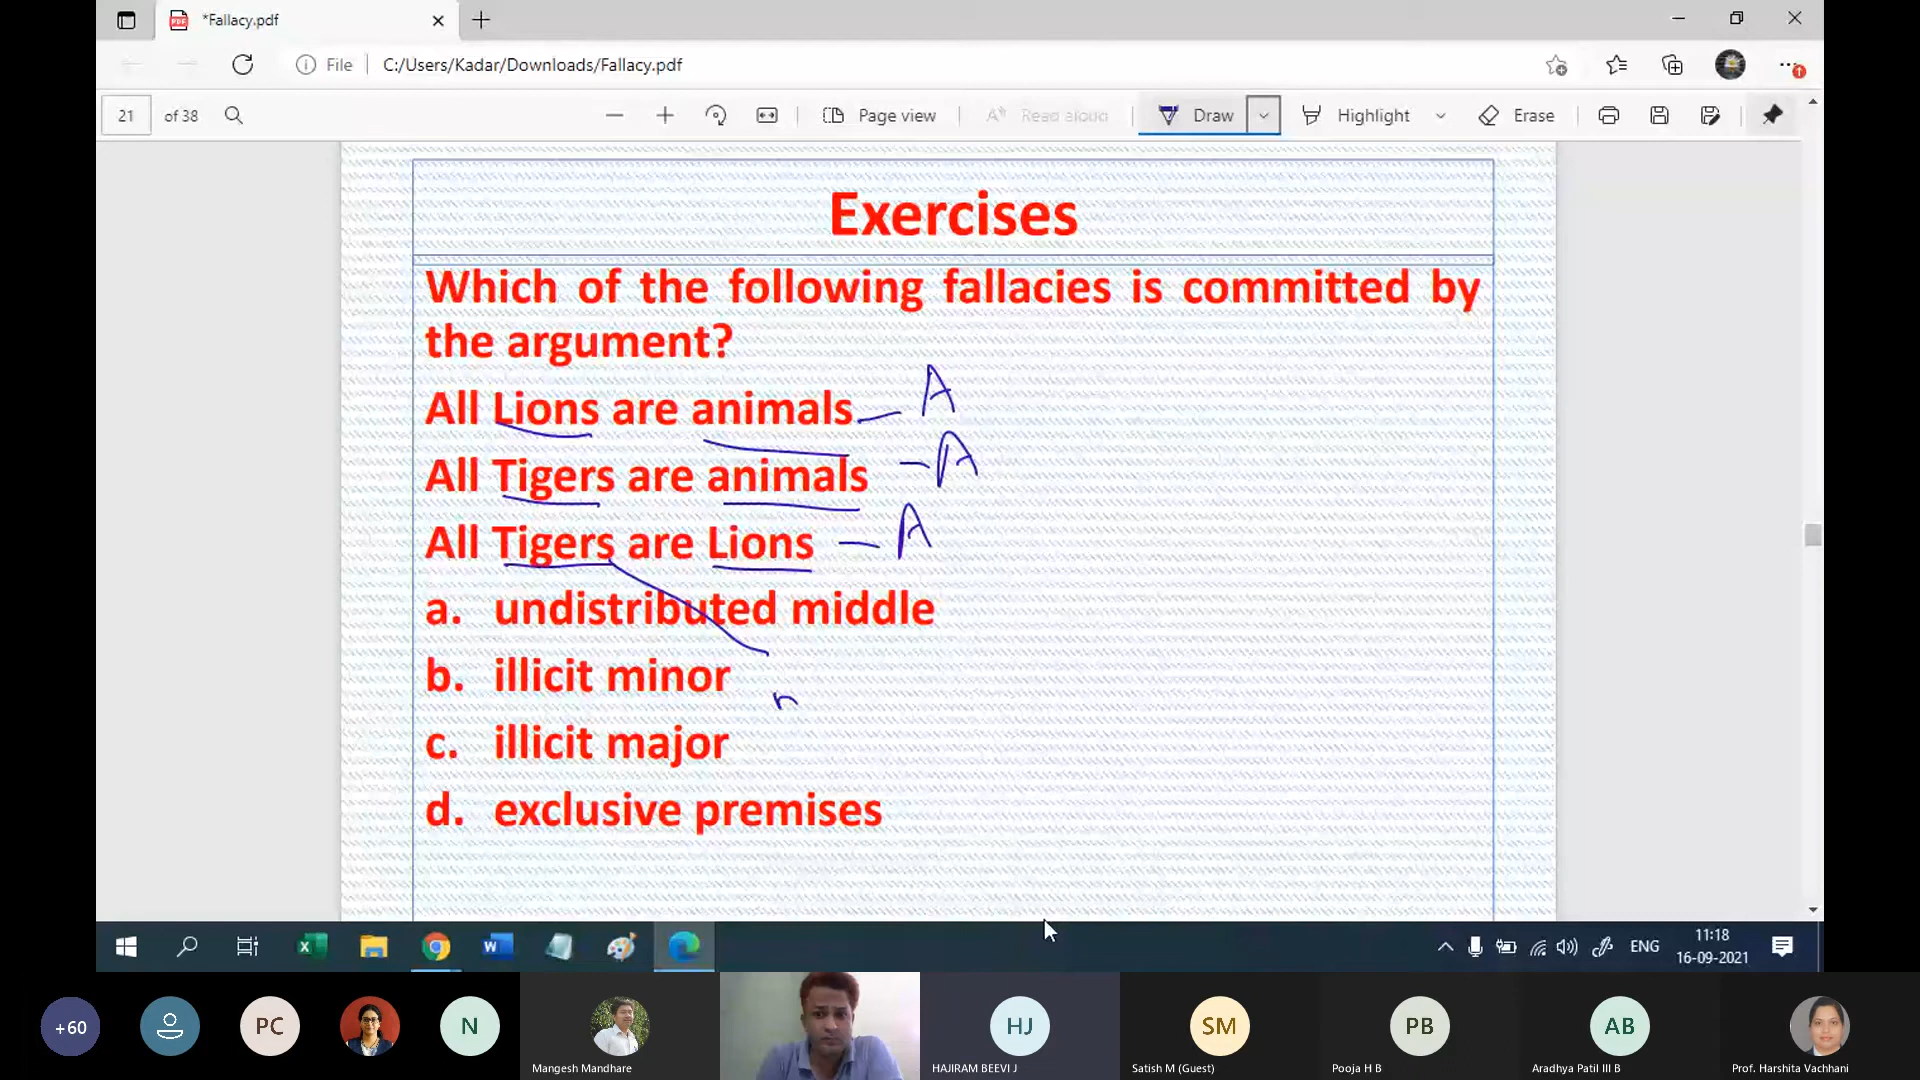 *Fallacy.pdf
File C:/Users/Kadar/Downloads/Fallacy.pdf
21 of 38 Page view Read aloud Draw Highlight Erase
Exercises
Which of the following fallacies is committed by
the argument?
All Lions are animals — A
All Tigers are animals — A
All Tigers are Lions — A
a. undistributed middle
b. illicit minor
n
c. illicit major
d. exclusive premises
ENG
11:18
16-09-2021
+60 PC N HJ SM PB AB
Mangesh Mandhare HAJIRAM BEEVI J Satish M (Guest) Pooja H B Aradhya Patil III B Prof. Harshita Vachhani